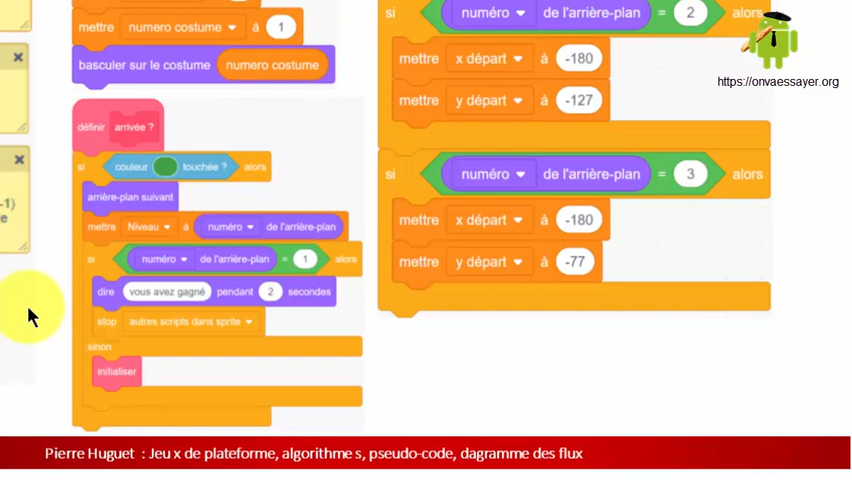 mettre numero costume à 1
basculer sur le costume numero costume
définir arrivée ?
si couleur touchée ? alors
arrière-plan suivant
mettre Niveau à numéro de l'arrière-plan
si numéro de l'arrière-plan = 1 alors
dire vous avez gagné pendant 2 secondes
stop autres scripts dans sprite
sinon
initialiser
-1)
e
si numéro de l'arrière-plan = 2 alors
mettre x départ à -180
mettre y départ à -127
si numéro de l'arrière-plan = 3 alors
mettre x départ à -180
mettre y départ à -77
https://onvaessayer.org
Pierre Huguet : Jeu x de plateforme, algorithme s, pseudo-code, dagramme des flux